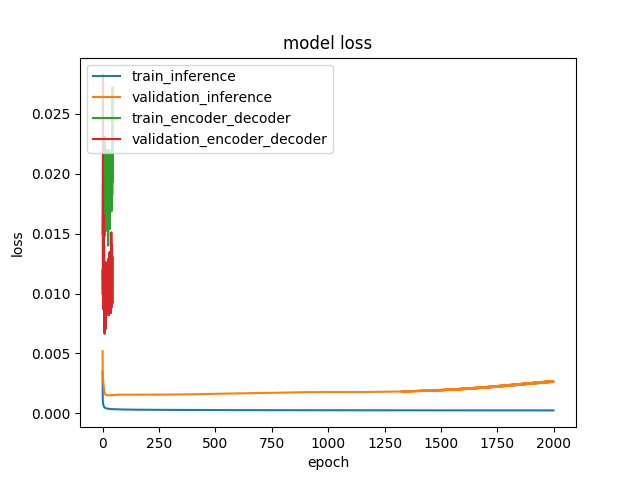 model loss
train_inference
validation_inference
train_encoder_decoder
validation_encoder_decoder
loss
0.025
0.020
0.015
0.010
0.005
0.000
0 250 500 750 1000 1250 1500 1750 2000
epoch